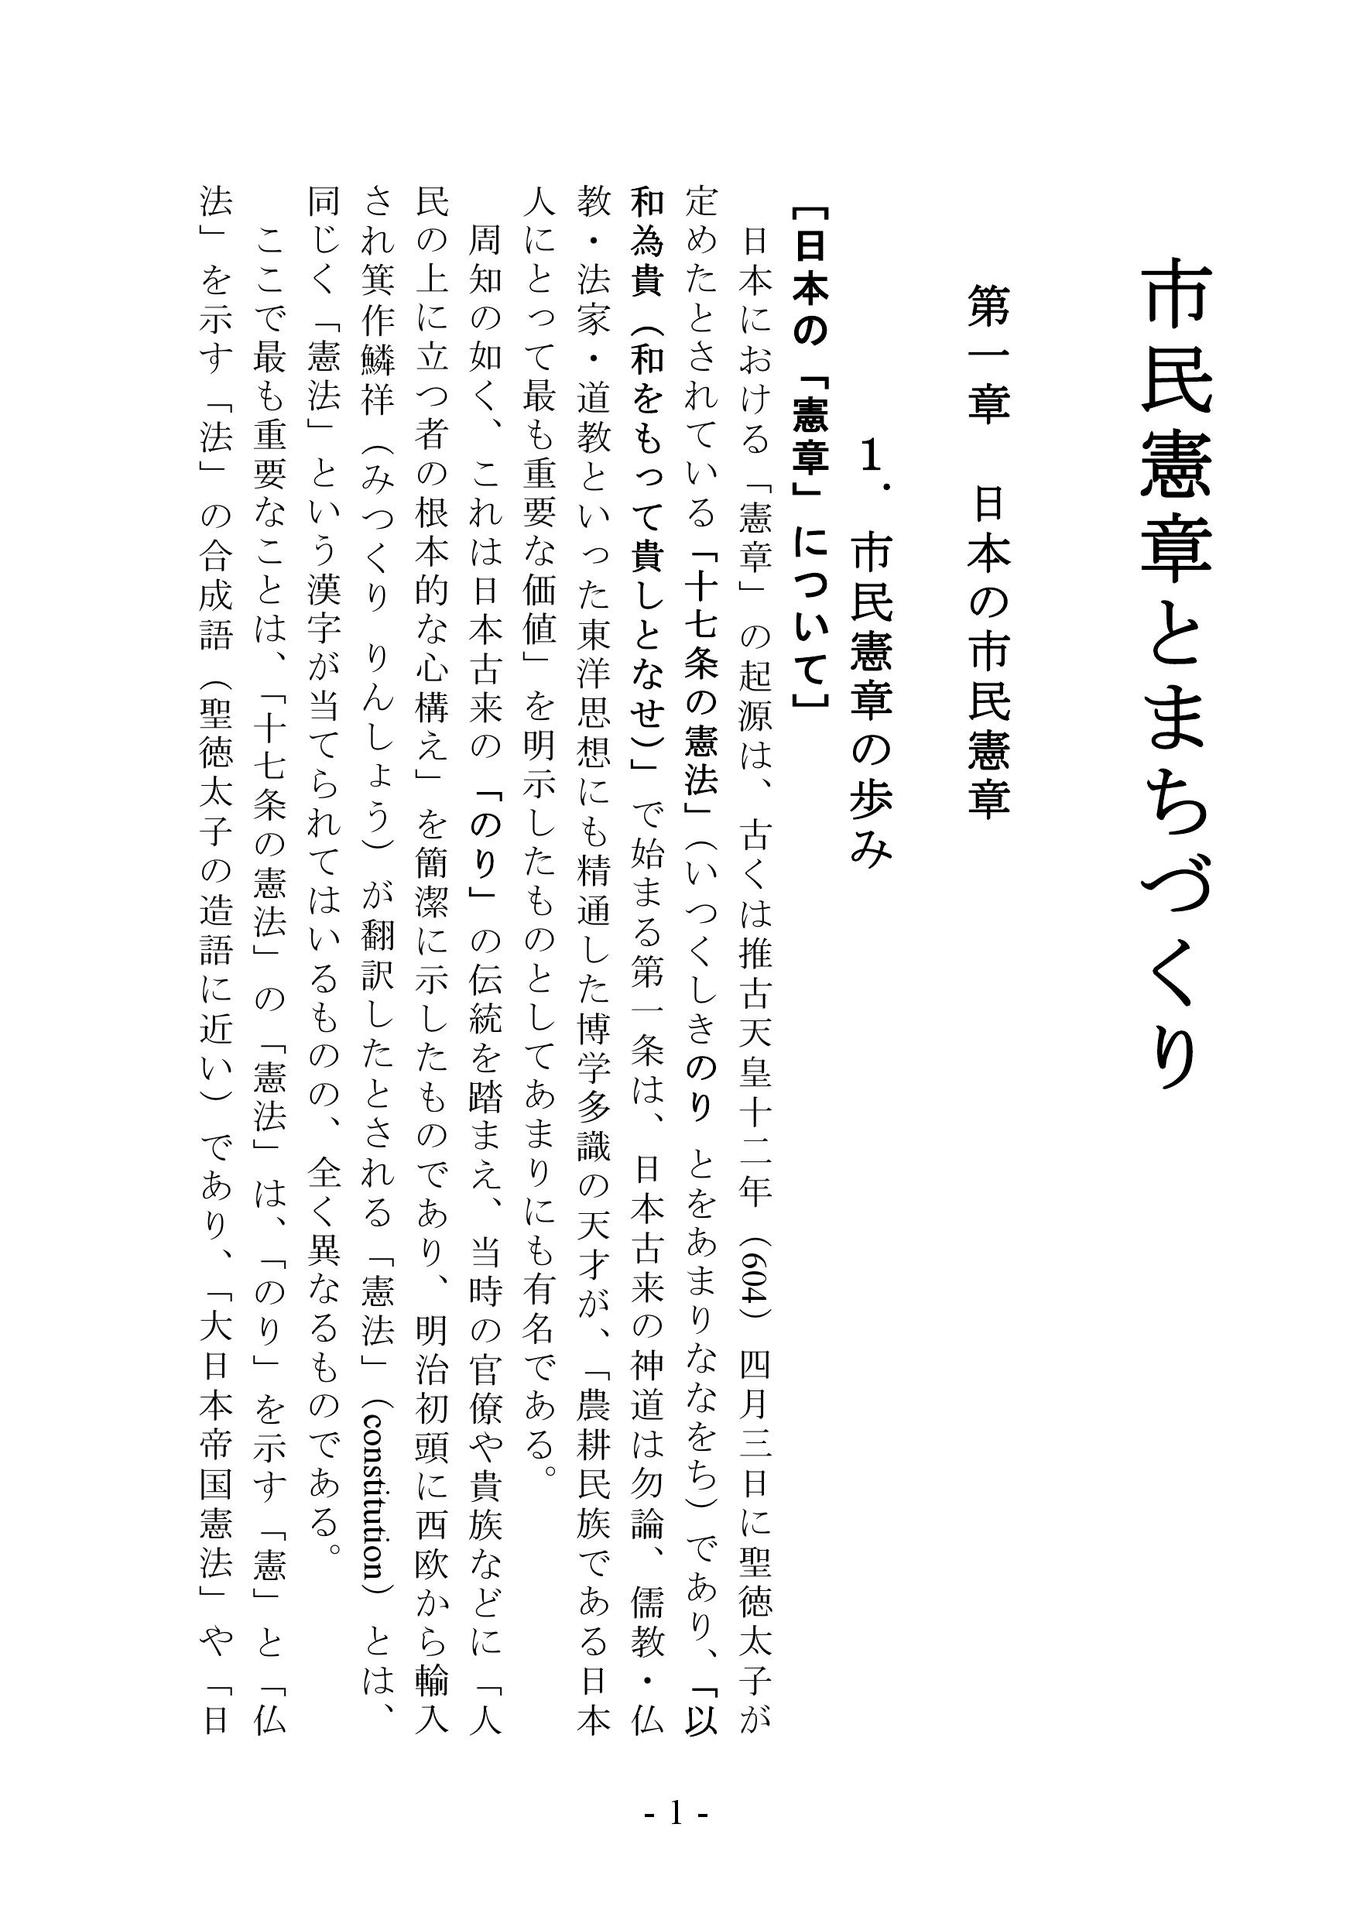 市民憲章とまちづくり
第一章　日本の市民憲章
１．市民憲章の歩み
［日本の「憲章」について］
　日本における「憲章」の起源は、古くは推古天皇十二年（604）四月三日に聖徳太子が
定めたとされている「十七条の憲法」（いつくしきのり とをあまりななをち）であり、「以
和為貴（和をもって貴しとなせ）」で始まる第一条は、日本古来の神道は勿論、儒教・仏
教・法家・道教といった東洋思想にも精通した博学多識の天才が、「農耕民族である日本
人にとって最も重要な価値」を明示したものとしてあまりにも有名である。
　周知の如く、これは日本古来の「のり」の伝統を踏まえ、当時の官僚や貴族などに「人
民の上に立つ者の根本的な心構え」を簡潔に示したものであり、明治初頭に西欧から輸入
され箕作鱗祥（みつくり りんしょう）が翻訳したとされる「憲法」（constitution）とは、
同じく「憲法」という漢字が当てられてはいるものの、全く異なるものである。
　ここで最も重要なことは、「十七条の憲法」の「憲法」は、「のり」を示す「憲」と「仏
法」を示す「法」の合成語（聖徳太子の造語に近い）であり、「大日本帝国憲法」や「日
- 1 -